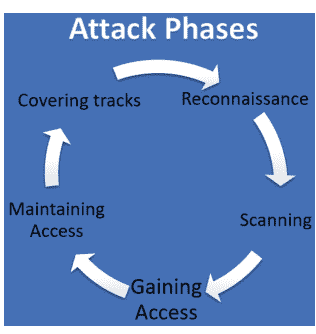 Attack Phases
Covering tracks
Reconnaissance
Maintaining
Access
Scanning
Gaining
Access